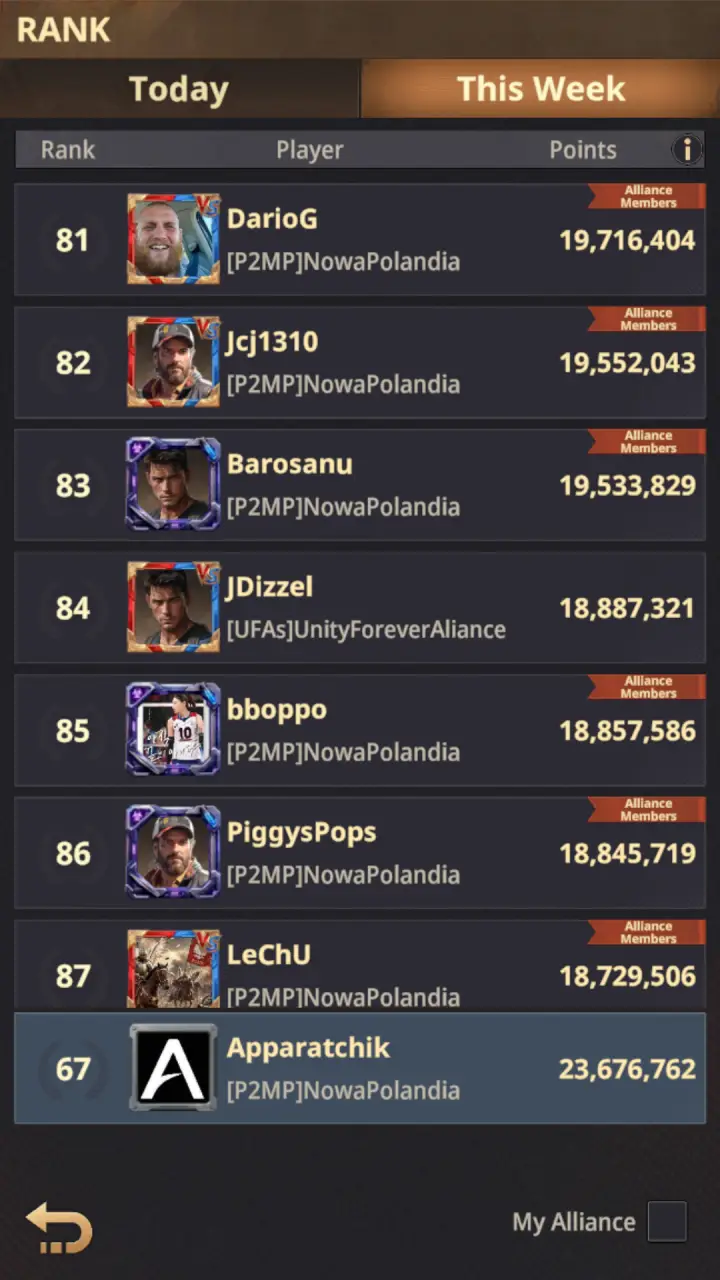 RANK
Today
This Week
Rank
Player
Points
i
81
DarioG
[P2MP]NowaPolandia
Alliance
Members
19,716,404
82
Jcj1310
[P2MP]NowaPolandia
Alliance
Members
19,552,043
83
Barosanu
[P2MP]NowaPolandia
Alliance
Members
19,533,829
84
JDizzel
[UFAs]UnityForeverAliance
18,887,321
85
10
bboppo
[P2MP]NowaPolandia
Alliance
Members
18,857,586
86
PiggysPops
[P2MP]NowaPolandia
Alliance
Members
18,845,719
87
LeChU
[P2MP]NowaPolandia
Alliance
Members
18,729,506
67
A
Apparatchik
[P2MP]NowaPolandia
23,676,762
My Alliance